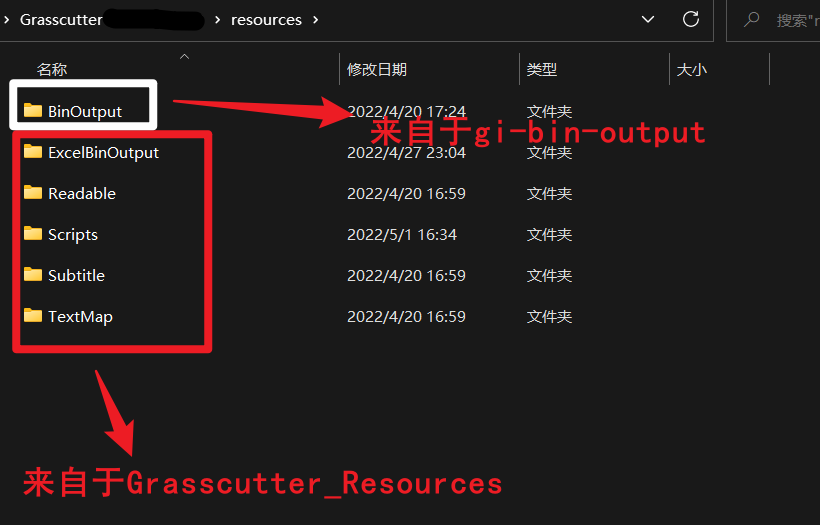 Grasscutter
resources
搜索"r
名称 修改日期 类型 大小
BinOutput 2022/4/20 17:24 文件夹
来自于gi-bin-output
ExcelBinOutput 2022/4/27 23:04 文件夹
Readable 2022/4/20 16:59 文件夹
Scripts 2022/5/1 16:34 文件夹
Subtitle 2022/4/20 16:59 文件夹
TextMap 2022/4/20 16:59 文件夹
来自于Grasscutter_Resources